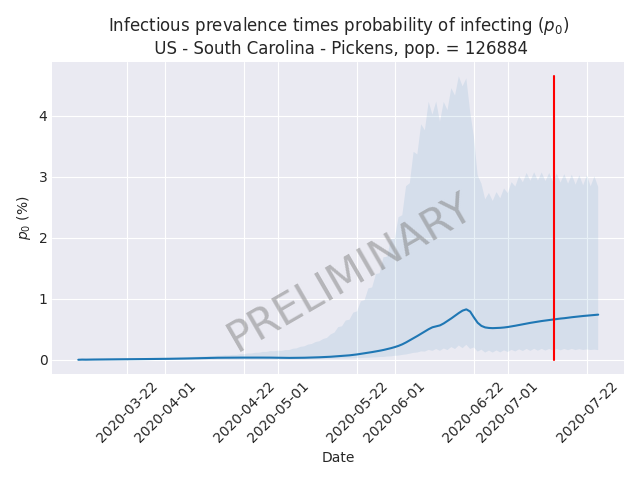 Infectious prevalence times probability of infecting (p₀)
US - South Carolina - Pickens, pop. = 126884
4
3
2
1
0
p₀ (%)
PRELIMINARY
2020-03-22
2020-04-01
2020-04-22
2020-05-01
2020-05-22
2020-06-01
2020-06-22
2020-07-01
2020-07-22
Date